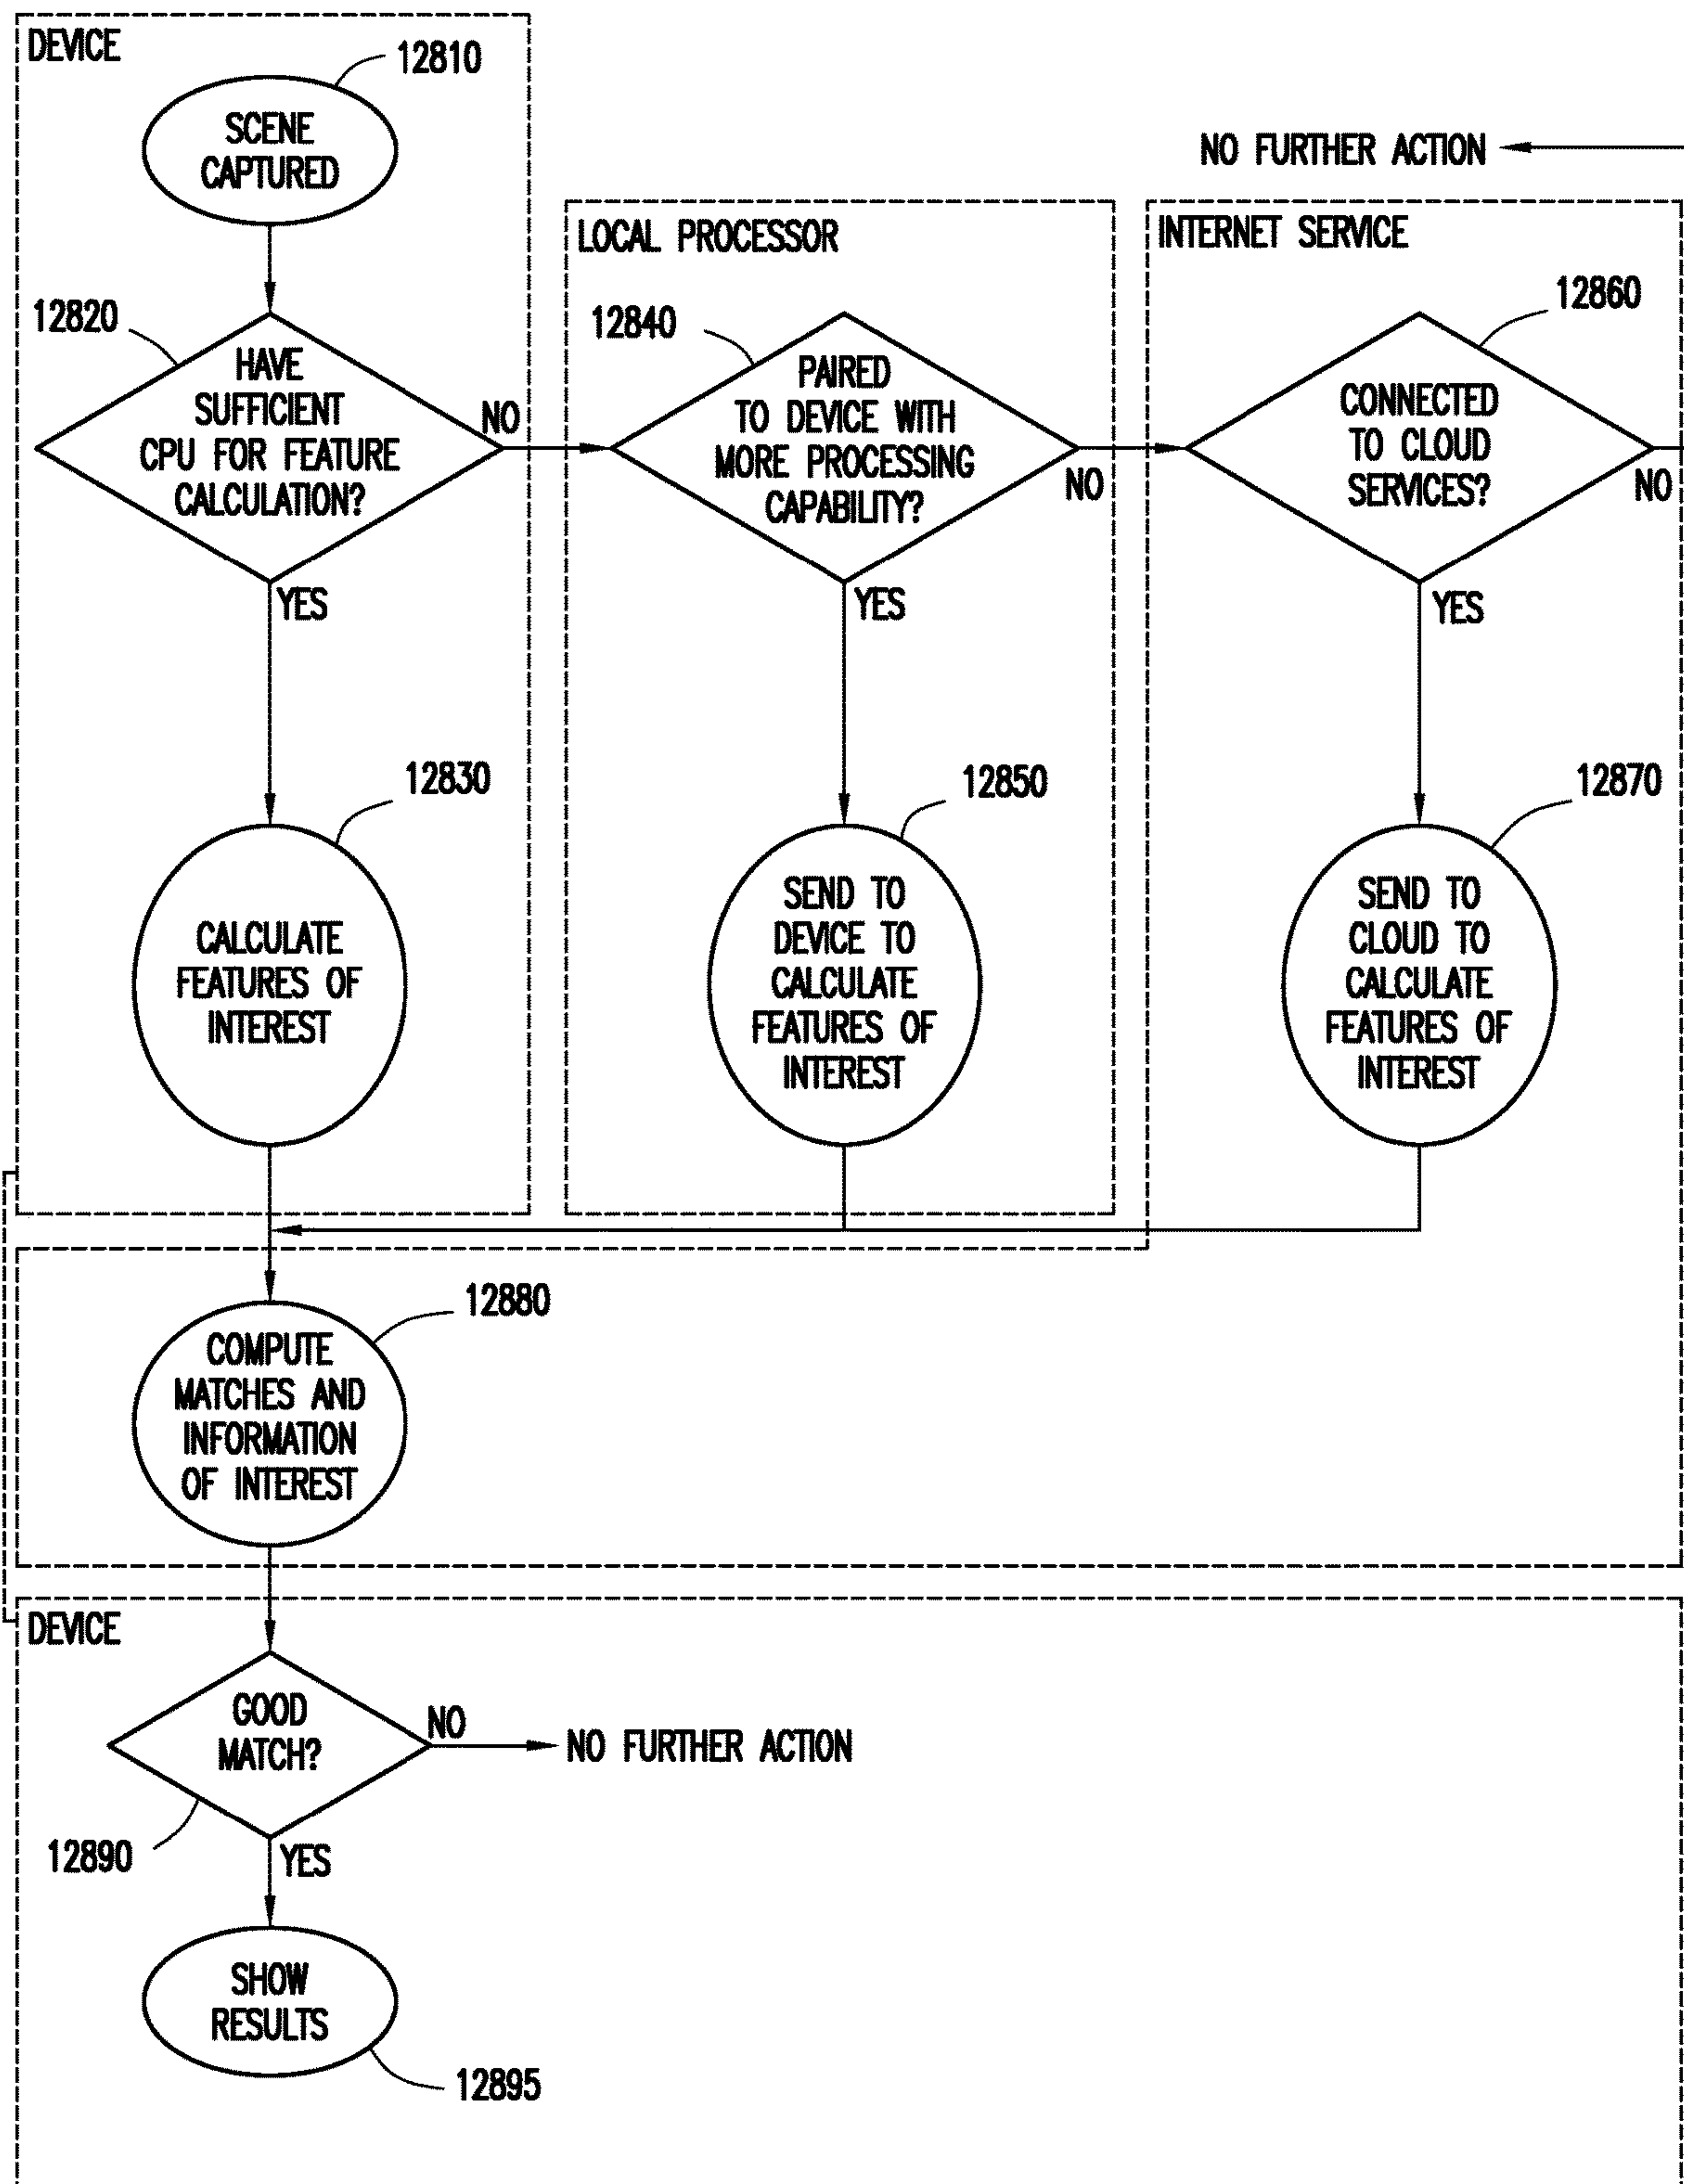 DEVICE
12810
SCENE
CAPTURED
NO FURTHER ACTION
LOCAL PROCESSOR
INTERNET SERVICE
12820
HAVE
SUFFICIENT
CPU FOR FEATURE
CALCULATION?
NO
YES
12840
PAIRED
TO DEVICE WITH
MORE PROCESSING
CAPABILITY?
NO
YES
12860
CONNECTED
TO CLOUD
SERVICES?
NO
YES
12830
CALCULATE
FEATURES OF
INTEREST
12850
SEND TO
DEVICE TO
CALCULATE
FEATURES OF
INTEREST
12870
SEND TO
CLOUD TO
CALCULATE
FEATURES OF
INTEREST
12880
COMPUTE
MATCHES AND
INFORMATION
OF INTEREST
DEVICE
GOOD
MATCH?
NO
NO FURTHER ACTION
12890
YES
SHOW
RESULTS
12895